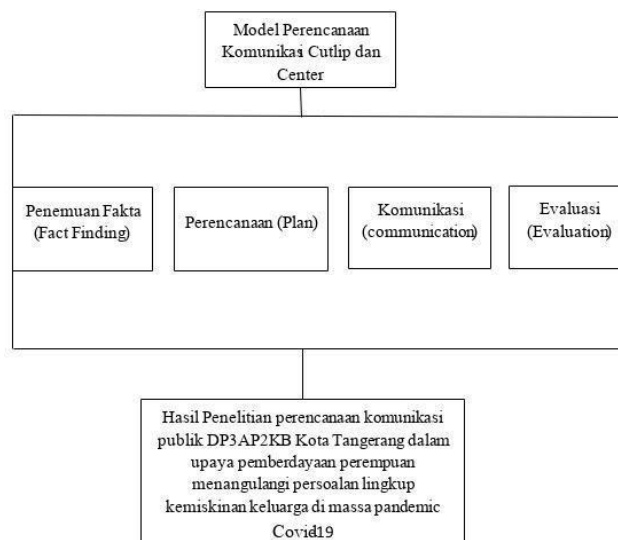 Model Perencanaan
Komunikasi Cutlip dan
Center
Penemuan Fakta
(Fact Finding)
Perencanaan (Plan)
Komunikasi
(communication)
Evaluasi
(Evaluation)
Hasil Penelitian perencanaan komunikasi
publik DP3AP2KB Kota Tangerang dalam
upaya pemberdayaan perempuan
menangulangi persoalan lingkup
kemiskinan keluarga di massa pandemic
Covid19